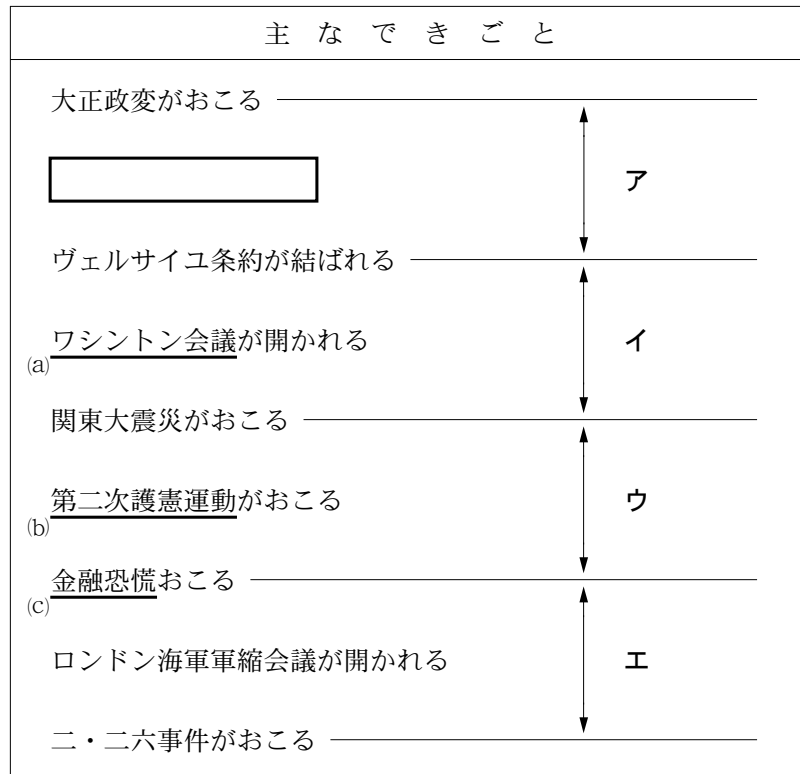 主なできごと
大正政変がおこる
ア
ヴェルサイユ条約が結ばれる
(a)ワシントン会議が開かれる
イ
関東大震災がおこる
(b)第二次護憲運動がおこる
ウ
(c)金融恐慌おこる
ロンドン海軍軍縮会議が開かれる
エ
二・二六事件がおこる